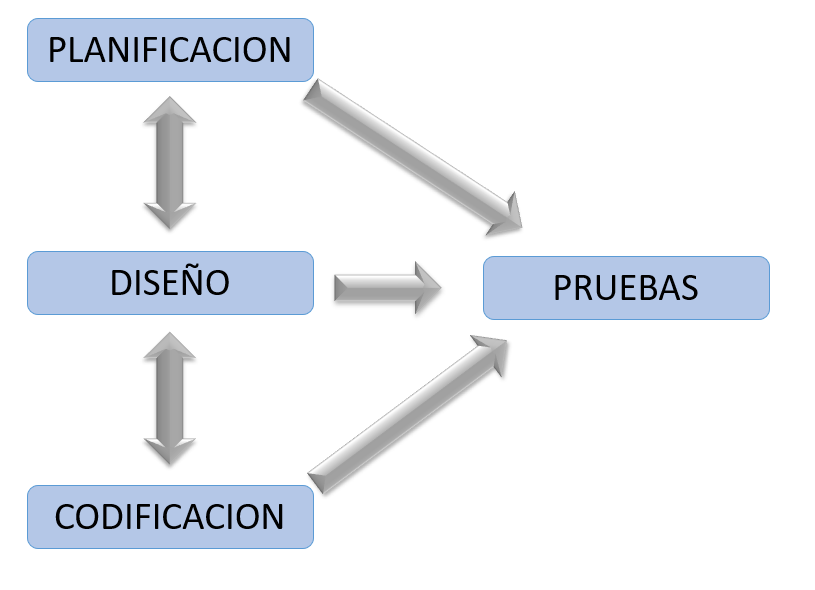 PLANIFICACION
DISEÑO
PRUEBAS
CODIFICACION